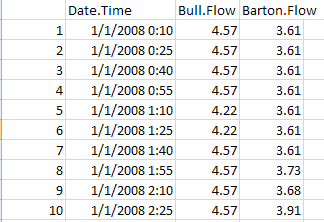 Date.Time Bull.Flow Barton.Flow
1 1/1/2008 0:10 4.57 3.61
2 1/1/2008 0:25 4.57 3.61
3 1/1/2008 0:40 4.57 3.61
4 1/1/2008 0:55 4.57 3.61
5 1/1/2008 1:10 4.22 3.61
6 1/1/2008 1:25 4.22 3.61
7 1/1/2008 1:40 4.57 3.61
8 1/1/2008 1:55 4.57 3.73
9 1/1/2008 2:10 4.57 3.68
10 1/1/2008 2:25 4.57 3.91